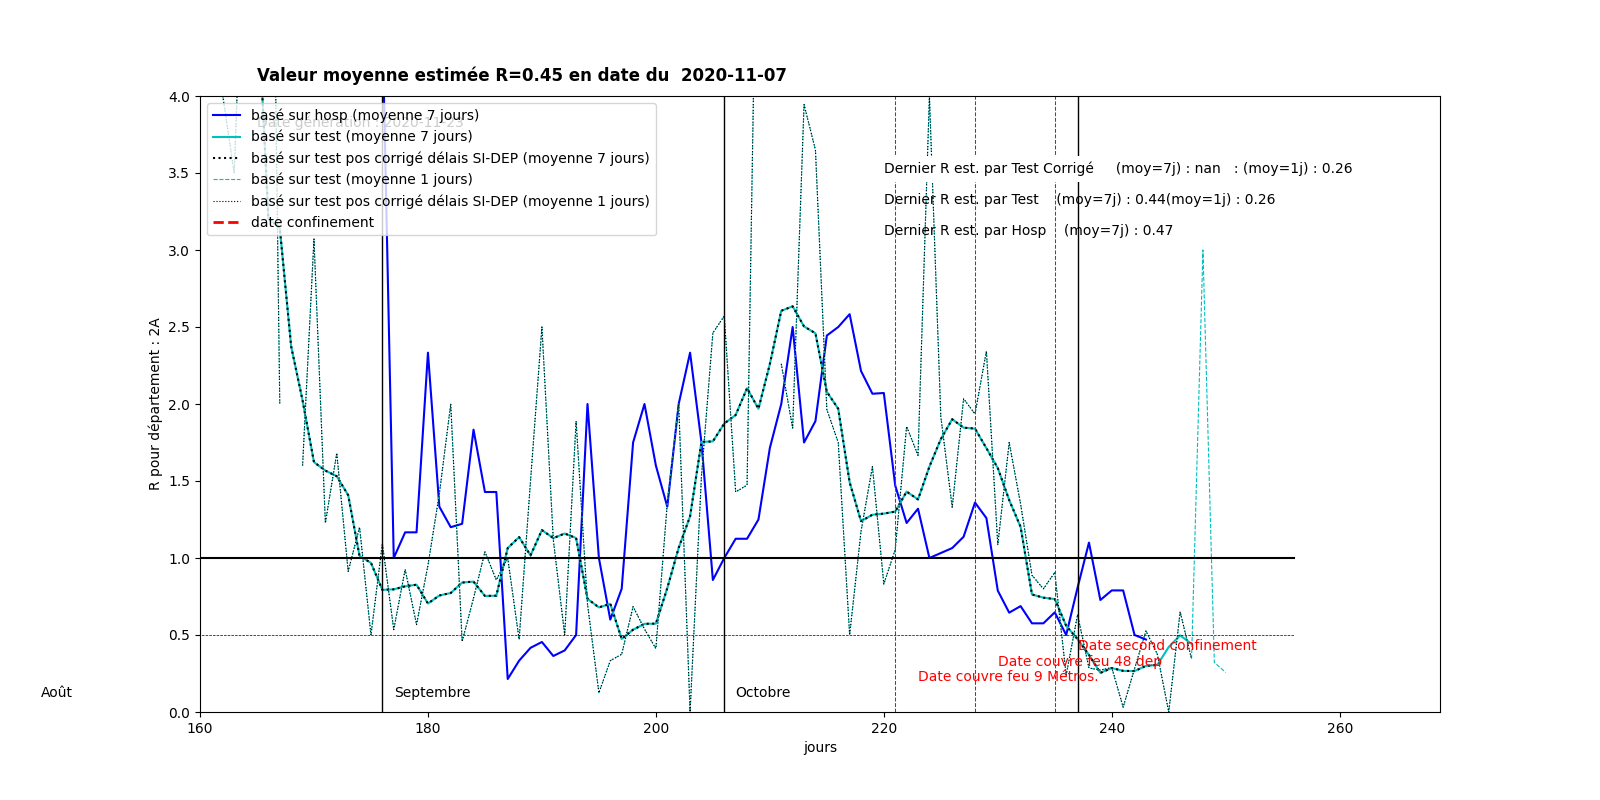 Valeur moyenne estimée R=0.45 en date du  2020-11-07
Date génération : 2020-11-23
basé sur hosp (moyenne 7 jours)
basé sur test (moyenne 7 jours)
basé sur test pos corrigé délais SI-DEP (moyenne 7 jours)
basé sur test (moyenne 1 jours)
basé sur test pos corrigé délais SI-DEP (moyenne 1 jours)
date confinement
Dernier R est. par Test Corrigé     (moy=7j) : nan   : (moy=1j) : 0.26
Dernier R est. par Test    (moy=7j) : 0.44(moy=1j) : 0.26
Dernier R est. par Hosp    (moy=7j) : 0.47
4.0
3.5
3.0
2.5
2.0
1.5
1.0
0.5
0.0
R pour département : 2A
Date second confinement
Date couvre feu 48 dep
Date couvre feu 9 Métros.
Août
Septembre
Octobre
160
180
200
220
240
260
jours